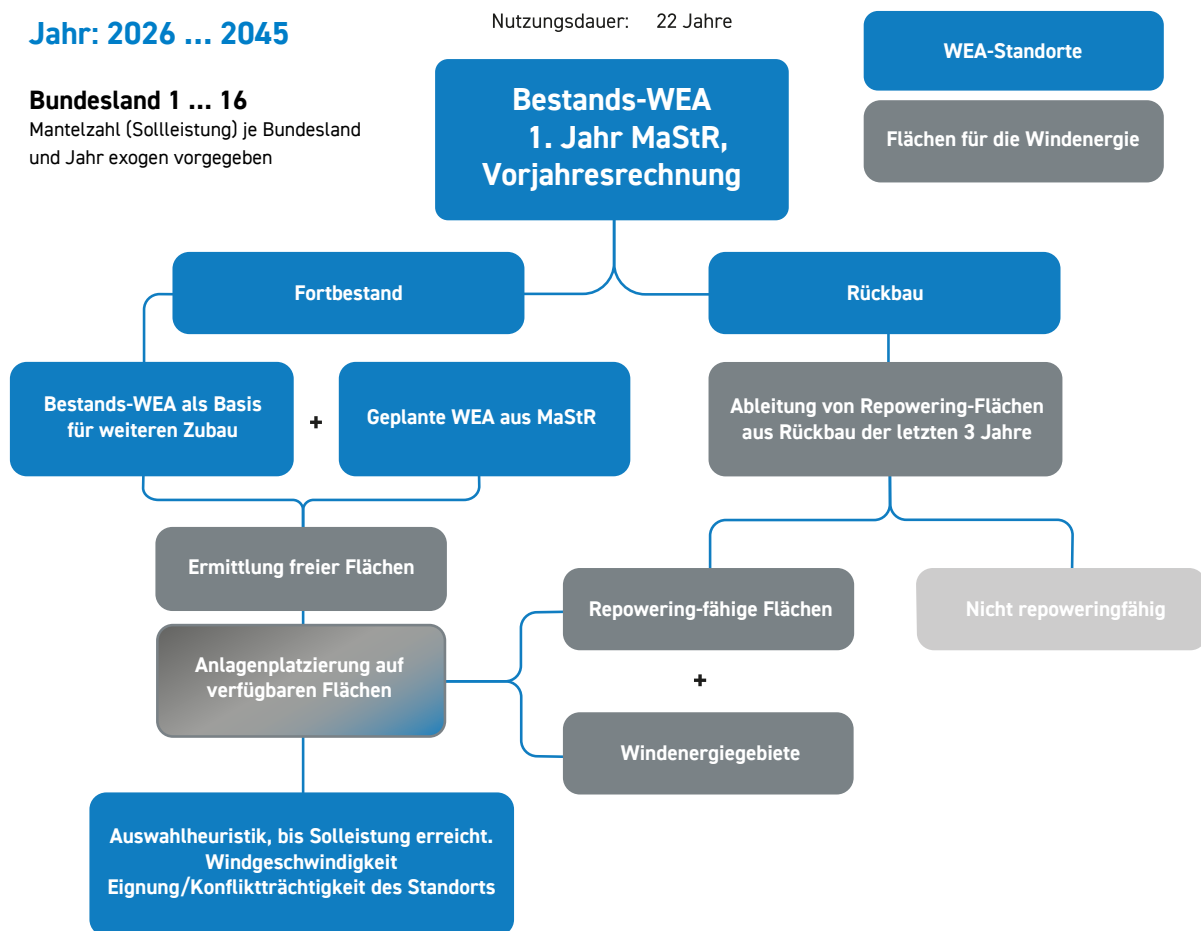 Jahr: 2026 ... 2045
Nutzungsdauer: 22 Jahre
WEA-Standorte
Flächen für die Windenergie
Bundesland 1 ... 16
Mantelzahl (Sollleistung) je Bundesland
und Jahr exogen vorgegeben
Bestands-WEA
1. Jahr MaStR,
Vorjahresrechnung
Fortbestand
Rückbau
Bestands-WEA als Basis
für weiteren Zubau
+
Geplante WEA aus MaStR
Ableitung von Repowering-Flächen
aus Rückbau der letzten 3 Jahre
Ermittlung freier Flächen
Repowering-fähige Flächen
Nicht repoweringfähig
Anlagenplatzierung auf
verfügbaren Flächen
+
Windenergiegebiete
Auswahlheuristik, bis Solleistung erreicht.
Windgeschwindigkeit
Eignung/Konfliktträchtigkeit des Standorts